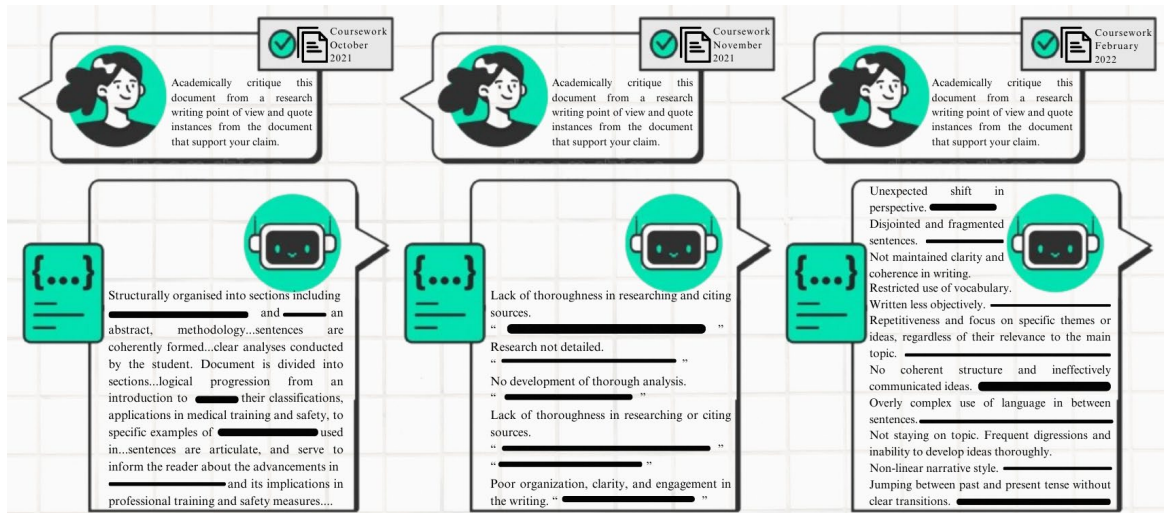 Coursework
October
2021
Academically critique this
document from a research
writing point of view and quote
instances from the document
that support your claim.
{...}
Structurally organised into sections including
and an
abstract, methodology...sentences are
coherently formed...clear analyses conducted
by the student. Document is divided into
sections...logical progression from an
introduction to their classifications,
applications in medical training and safety, to
specific examples of used
in...sentences are articulate, and serve to
inform the reader about the advancements in
and its implications in
professional training and safety measures....
Coursework
November
2021
Academically critique this
document from a research
writing point of view and quote
instances from the document
that support your claim.
{...}
Lack of thoroughness in researching and citing
sources.
“ ”
Research not detailed.
“ ”
No development of thorough analysis.
“ ”
Lack of thoroughness in researching or citing
sources.
“
“ ”
Poor organization, clarity, and engagement in
the writing. “ ”
Coursework
February
2022
Academically critique this
document from a research
writing point of view and quote
instances from the document
that support your claim.
{...}
Unexpected shift in
perspective.
Disjointed and fragmented
sentences.
Not maintained clarity and
coherence in writing.
Restricted use of vocabulary.
Written less objectively.
Repetitiveness and focus on specific themes or
ideas, regardless of their relevance to the main
topic.
No coherent structure and ineffectively
communicated ideas.
Overly complex use of language in between
sentences.
Not staying on topic. Frequent digressions and
inability to develop ideas thoroughly.
Non-linear narrative style.
Jumping between past and present tense without
clear transitions.